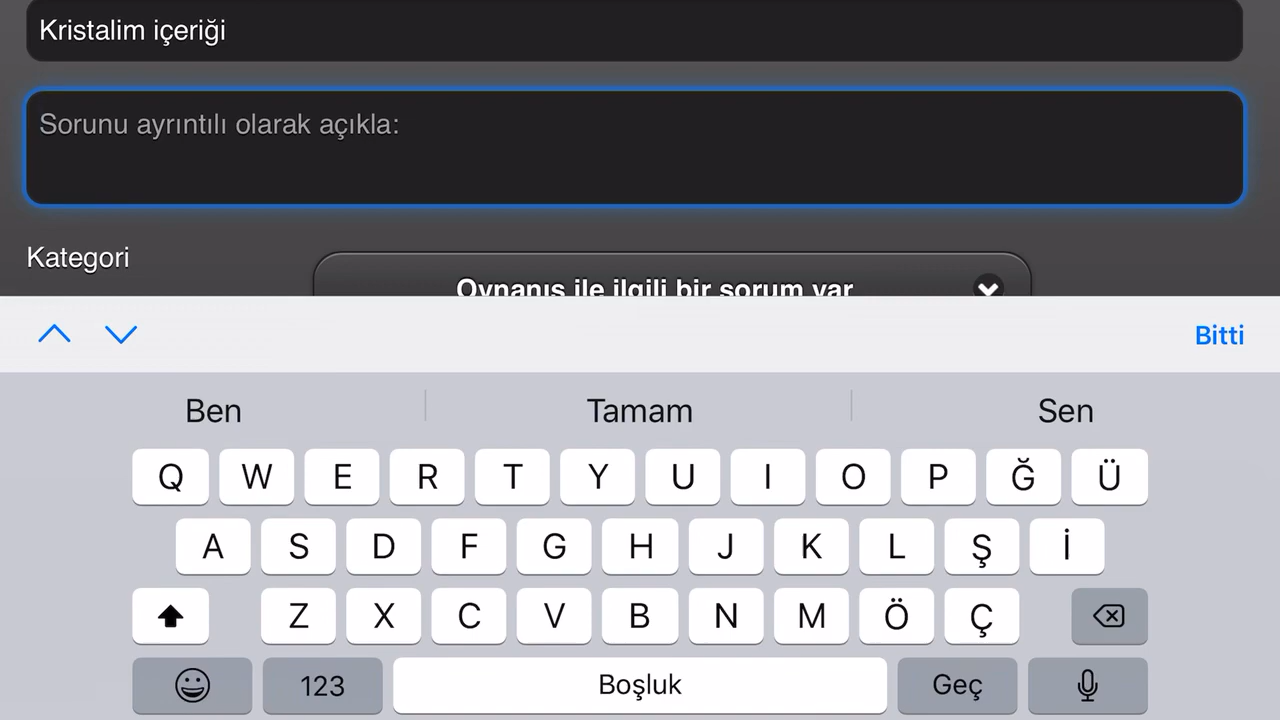 Kristalim içeriği
Sorunu ayrıntılı olarak açıkla:
Kategori
Oynanış ile ilgili bir sorum var
Bitti
Ben Tamam Sen
Q W E R T Y U I O P Ğ Ü
A S D F G H J K L Ş İ
Z X C V B N M Ö Ç
123 Boşluk Geç